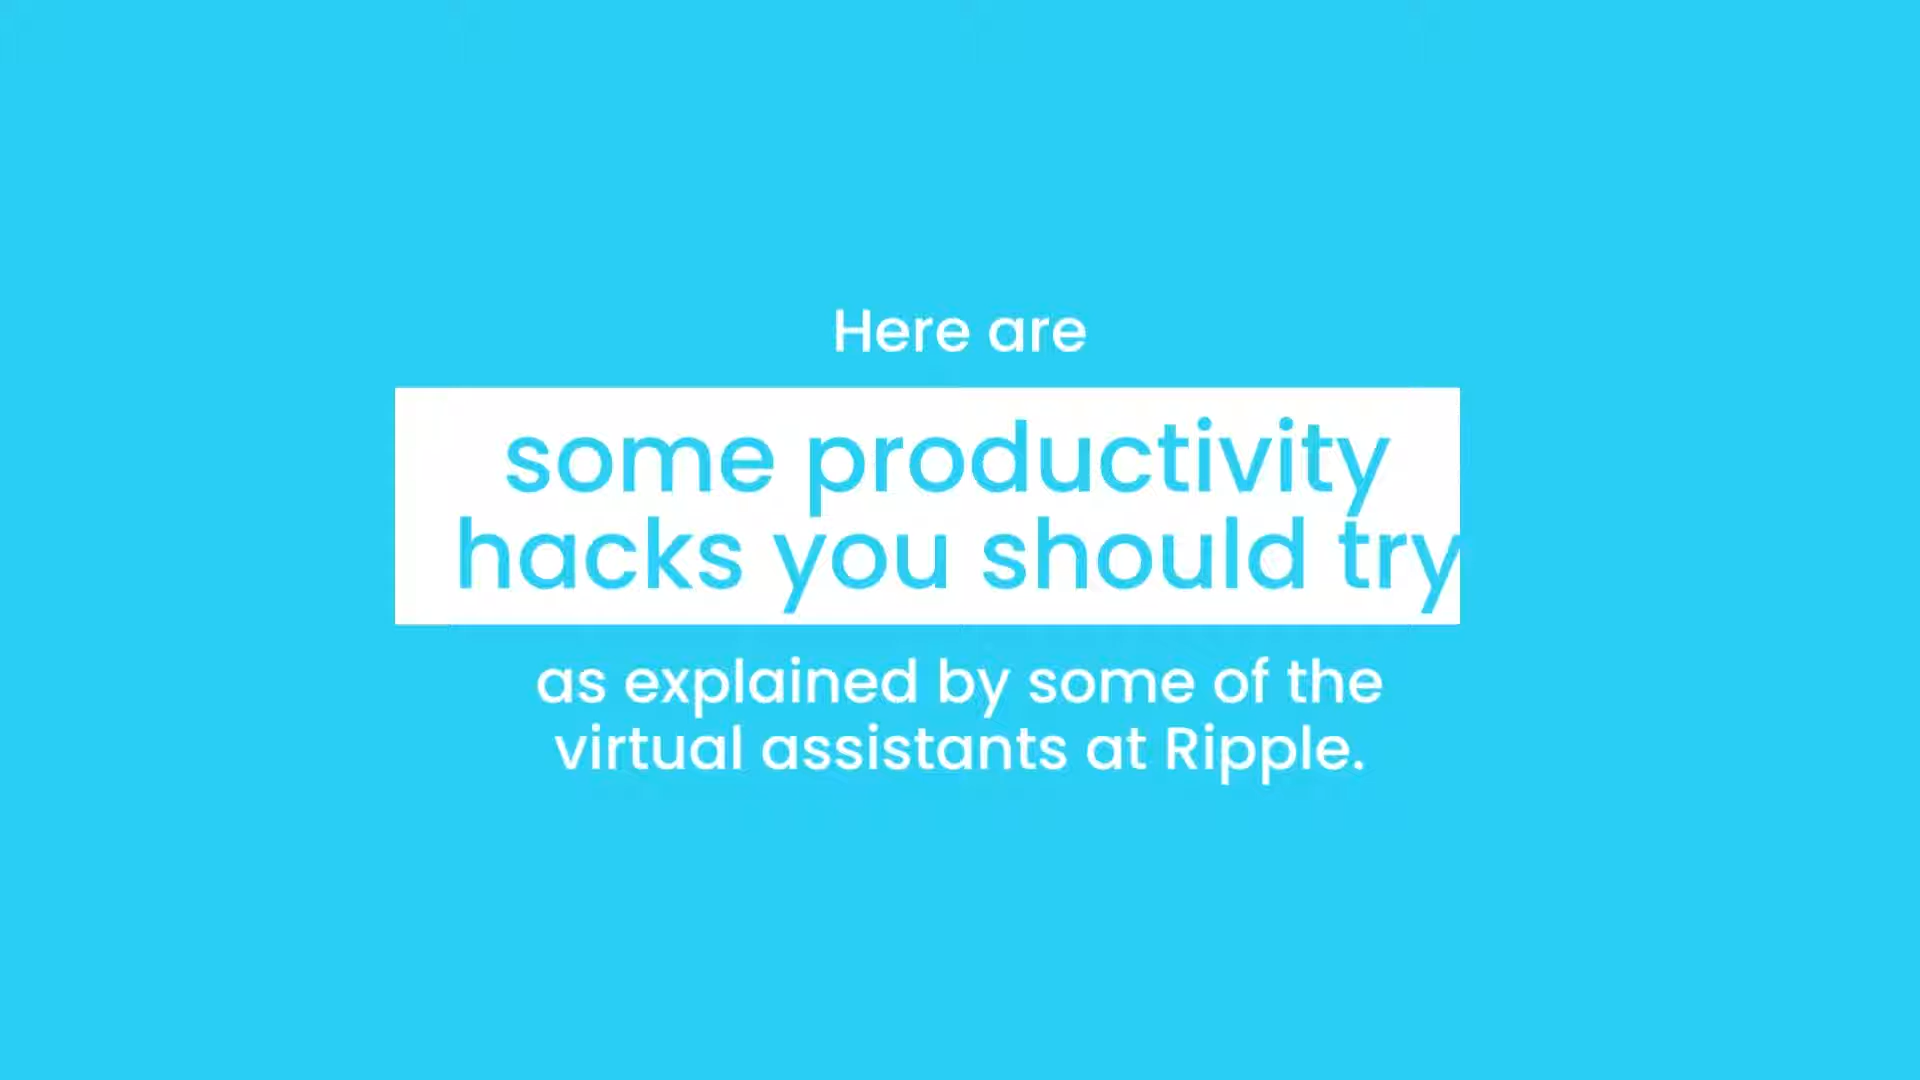 Here are
some productivity
hacks you should try
as explained by some of the
virtual assistants at Ripple.